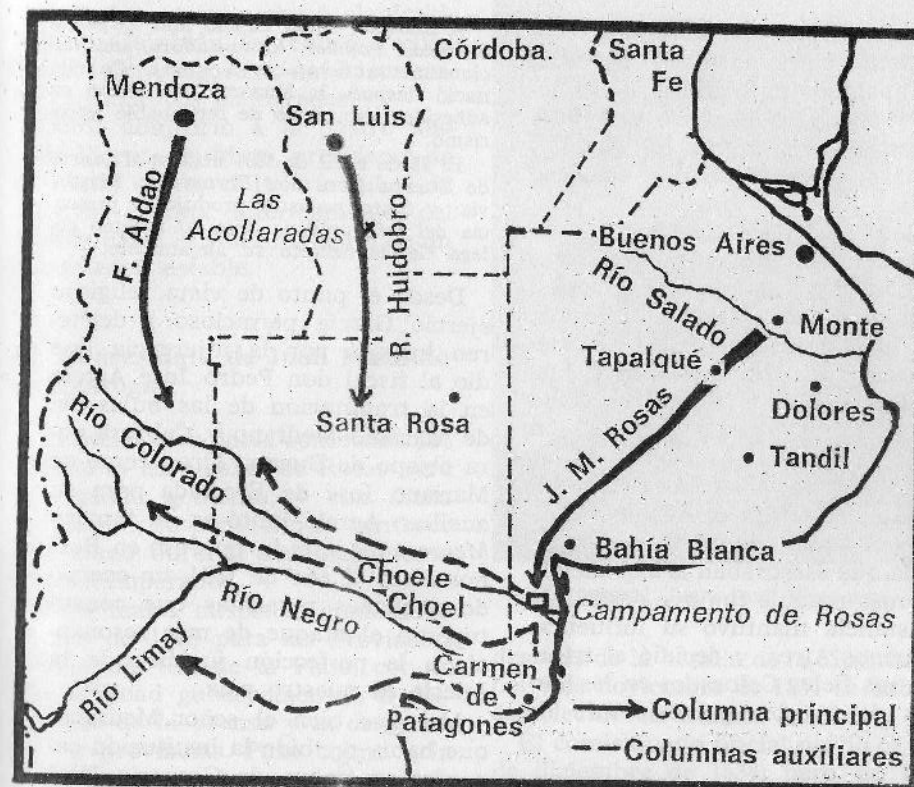 Mendoza
San Luis
Córdoba
Santa
Fe
F. Aldao
Las
Acollaradas
R. Huidobro
Buenos Aires
Río Salado
Monte
Tapalqué
Dolores
Santa Rosa
J. M. Rosas
Tandil
Río
Colorado
Bahía Blanca
Choele
Choel
Río Negro
Campamento de Rosas
Río Limay
Carmen
de
Patagones
Columna principal
Columnas auxiliares